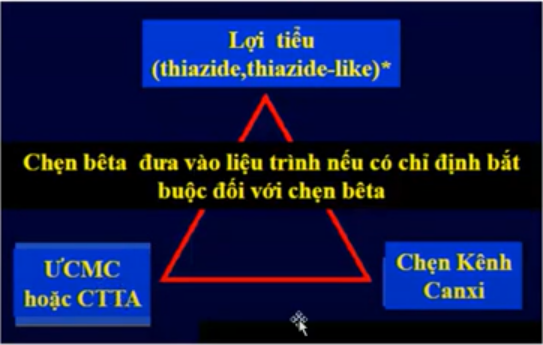 Lợi tiểu
(thiazide,thiazide-like)*
Chẹn bêta đưa vào liệu trình nếu có chỉ định bắt
buộc đối với chẹn bêta
ƯCMC
hoặc CTTA
Chẹn Kênh
Canxi